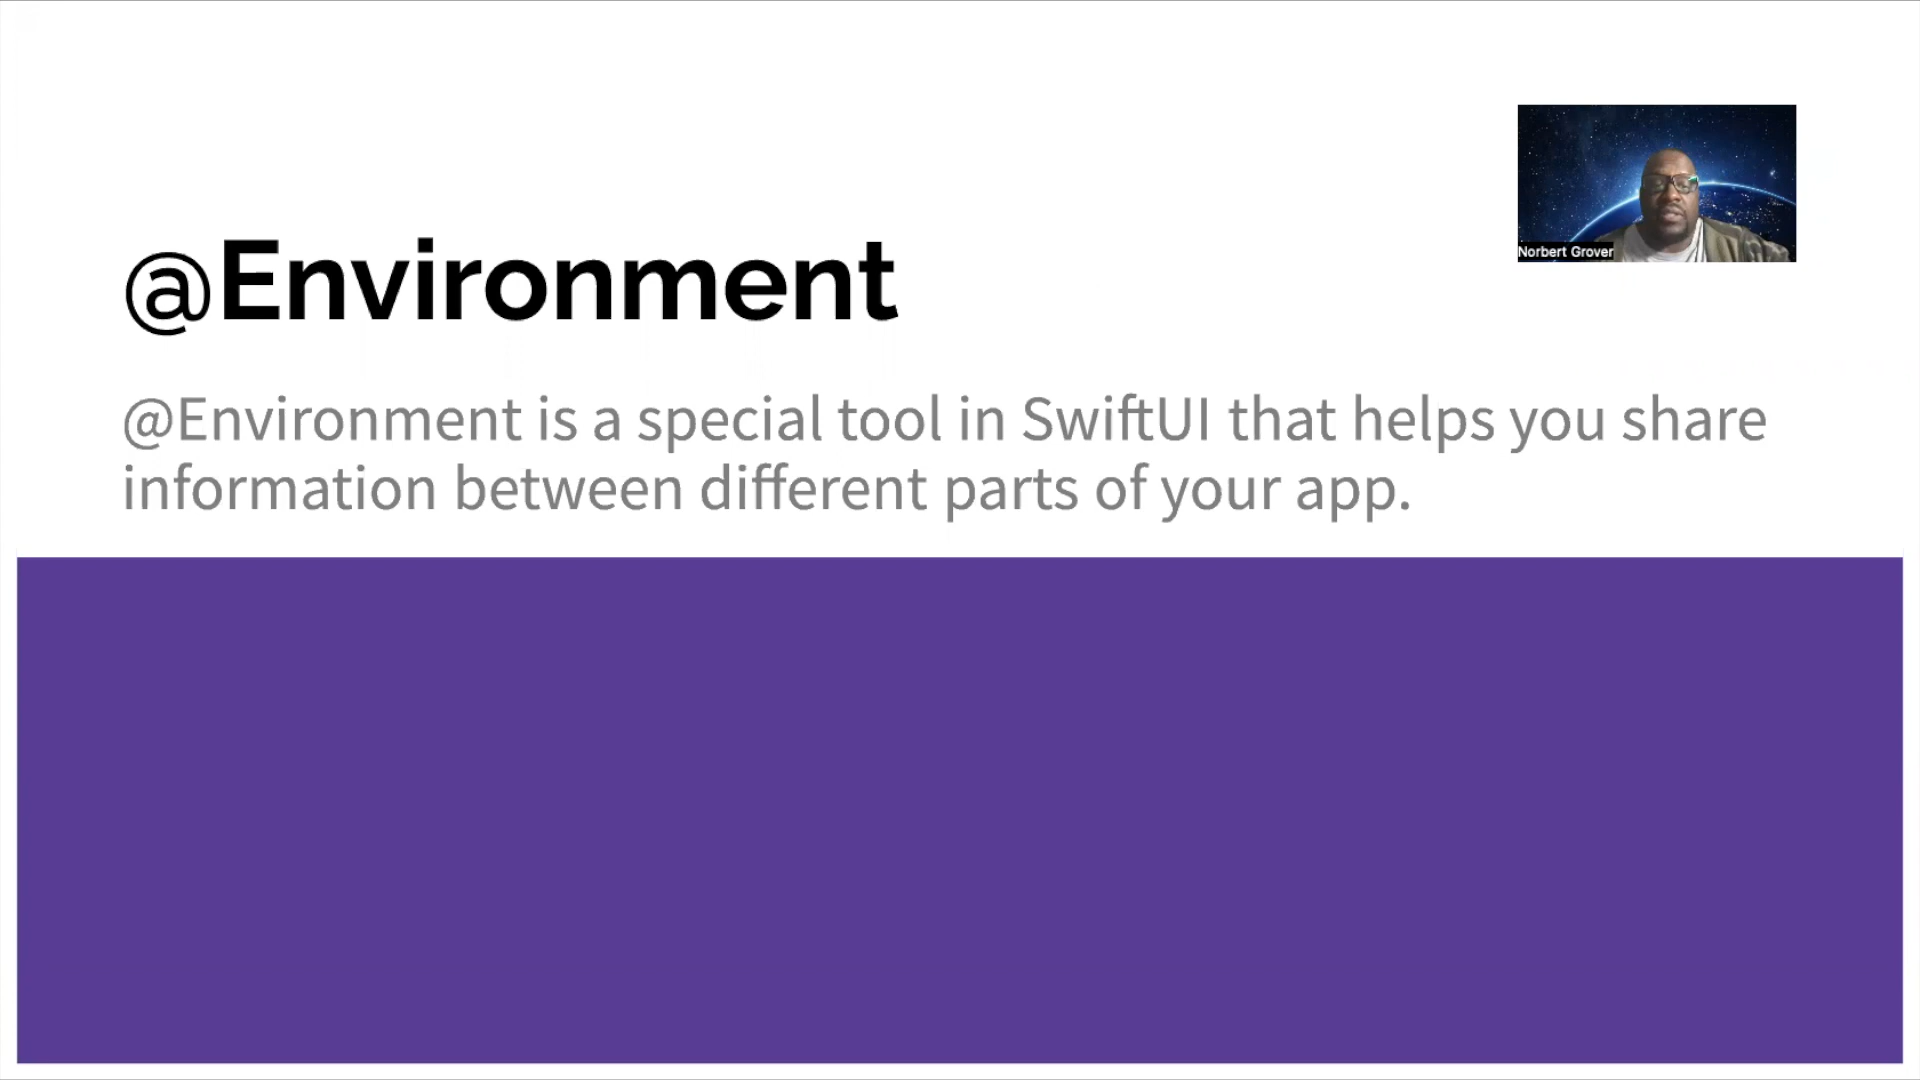 @Environment
Norbert Grover
@Environment is a special tool in SwiftUI that helps you share
information between different parts of your app.